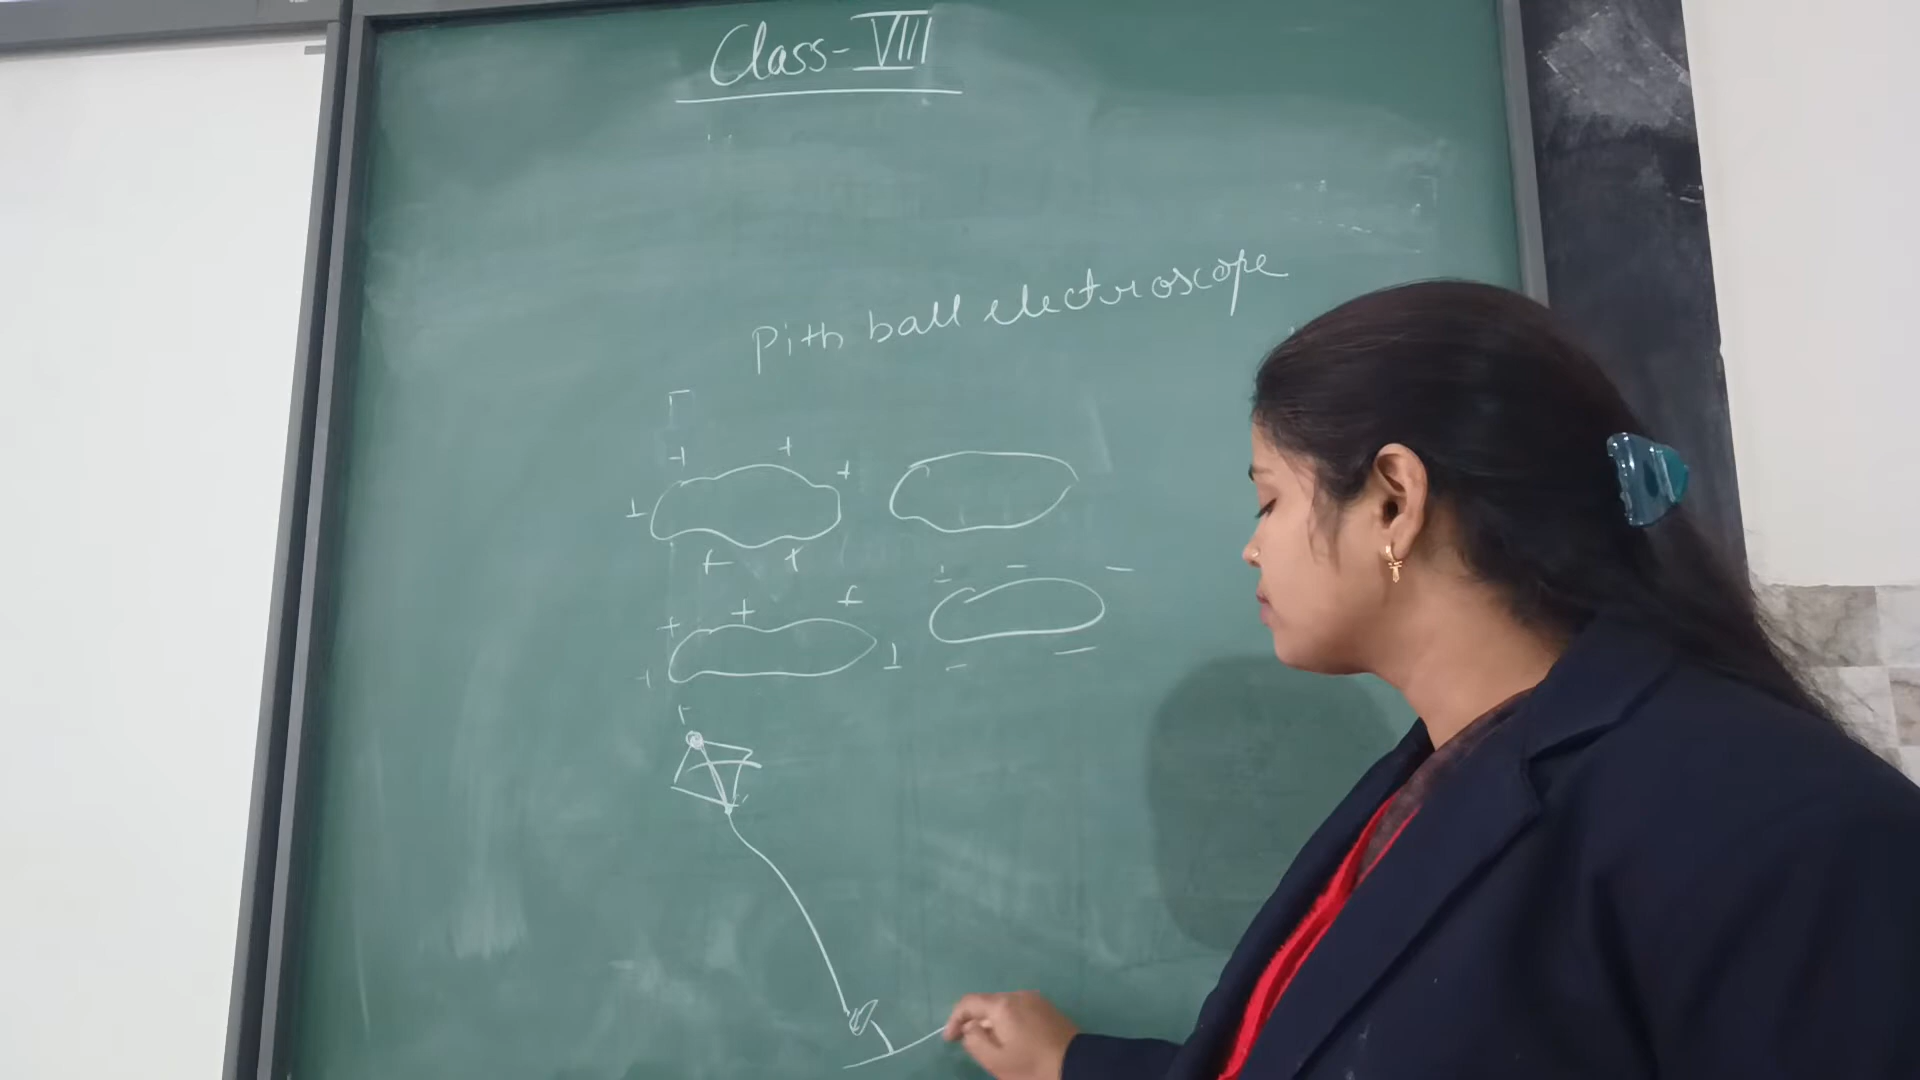 Class-VIII
Pith ball electroscope
+ + +
+
+ +
- - -
+ + +
+ +
- -